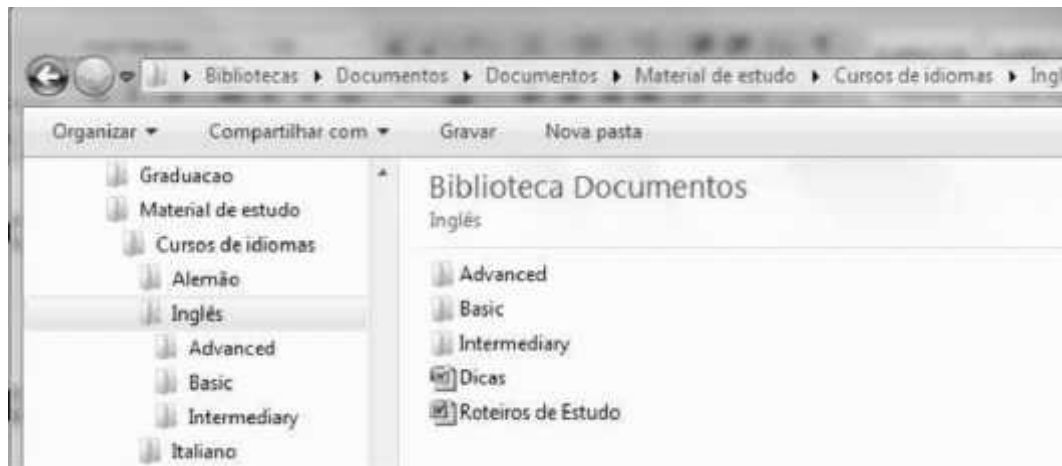 Bibliotecas Documentos Documentos Material de estudo Cursos de idiomas Ingl
Organizar Compartilhar com Gravar Nova pasta
Graduacao
Material de estudo
Cursos de idiomas
Alemão
Inglês
Advanced
Basic
Intermediary
Italiano
Biblioteca Documentos
Inglês
Advanced
Basic
Intermediary
Dicas
Roteiros de Estudo